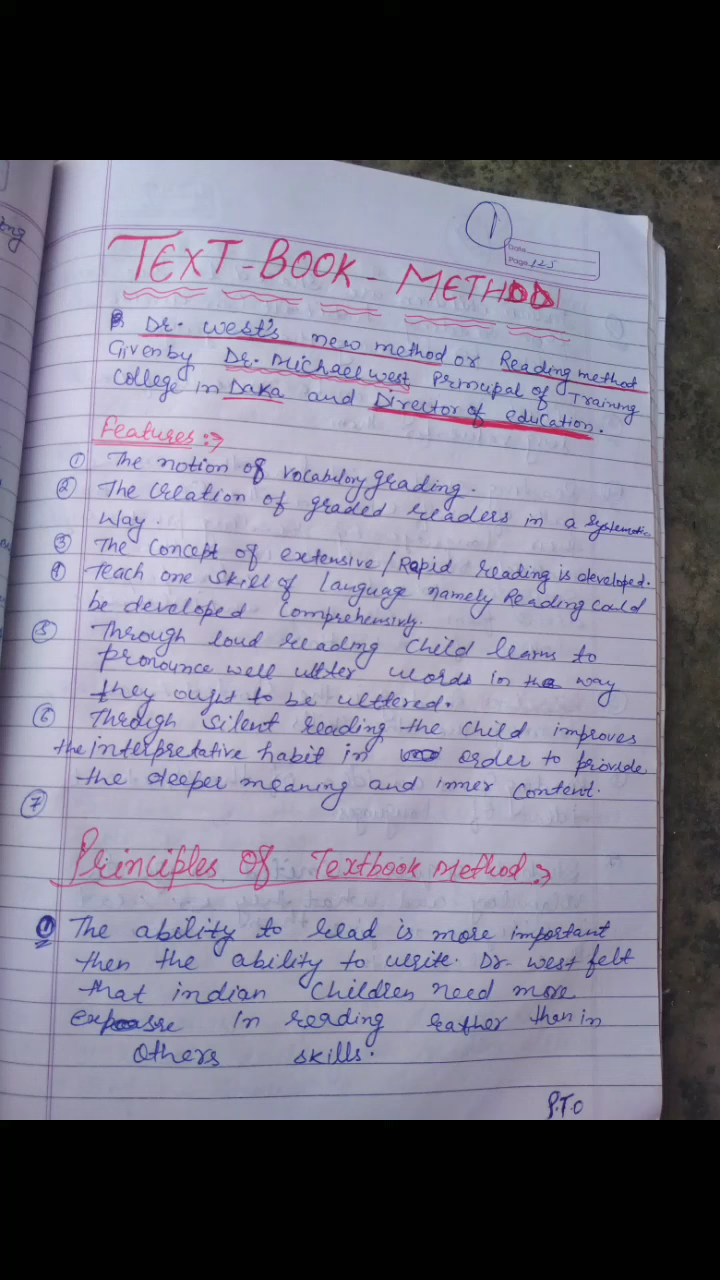 ong
1
Date
Page 125
TEXT-BOOK-METHOD
Dr. west's new method or Reading method
Givenby Dr. Michael west principal of Training
College in Daka and Director of education.
features :→
① The notion of vocabulory grading.
② The creation of graded readers in a systematic
way.
③ The concept of extensive / Rapid reading is developed.
④ Teach one skill of language namely Reading could
be developed comprehensivly.
⑤ Through loud reading child learns to
pronounce well utter words in the way
they ought to be uttered.
⑥ Through silent reading the child improves
the interpretative habit in order to provide
the deeper meaning and inner content.
⑦
Principles of Textbook Method :→
① The ability to read is more important
then the ability to write. Dr. west felt
that indian children need more
in reading rather then in
others skills.
P.T.O